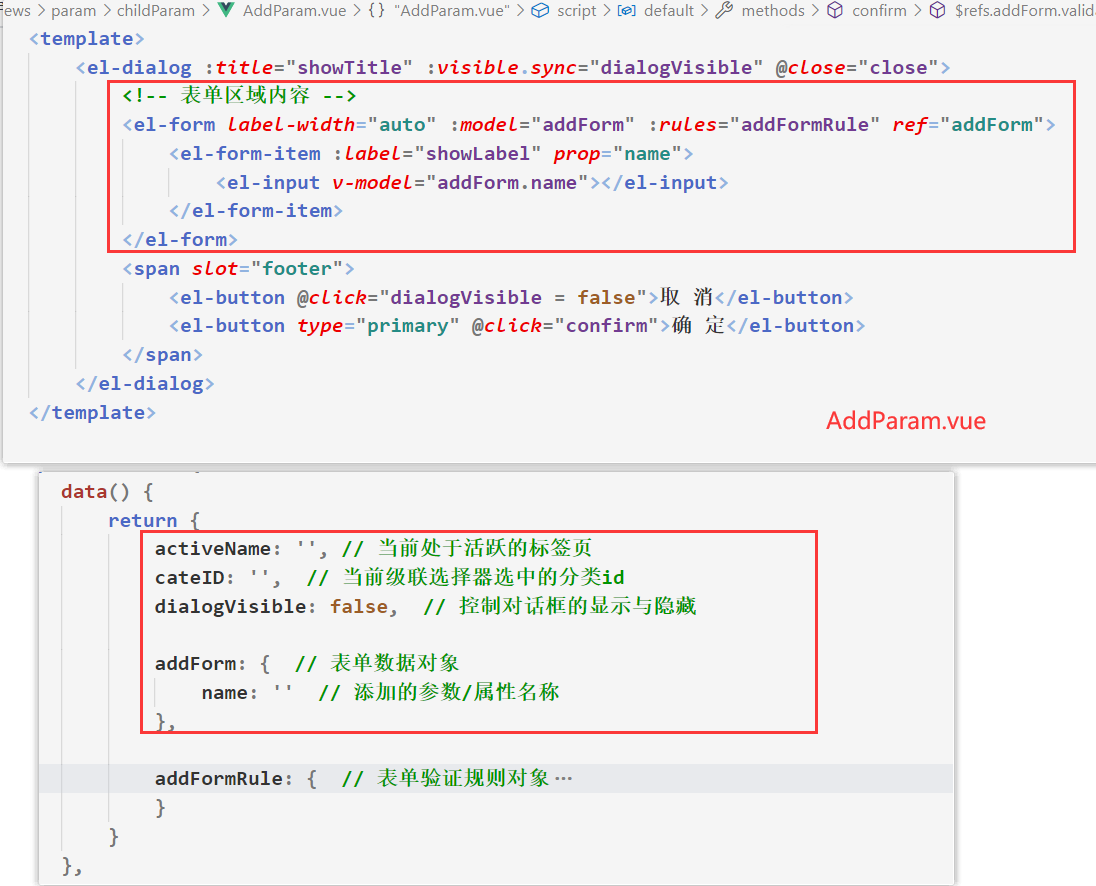 ews > param > childParam > AddParam.vue > {} "AddParam.vue" > script > default > methods > confirm > $refs.addForm.valid
<template>
<el-dialog :title="showTitle" :visible.sync="dialogVisible" @close="close">
<!-- 表单区域内容 -->
<el-form label-width="auto" :model="addForm" :rules="addFormRule" ref="addForm">
<el-form-item :label="showLabel" prop="name">
<el-input v-model="addForm.name"></el-input>
</el-form-item>
</el-form>
<span slot="footer">
<el-button @click="dialogVisible = false">取 消</el-button>
<el-button type="primary" @click="confirm">确 定</el-button>
</span>
</el-dialog>
</template>
AddParam.vue
data() {
return {
activeName: '', // 当前处于活跃的标签页
cateID: '', // 当前级联选择器选中的分类id
dialogVisible: false, // 控制对话框的显示与隐藏
addForm: { // 表单数据对象
name: '' // 添加的参数/属性名称
},
addFormRule: { // 表单验证规则对象 ···
}
}
},